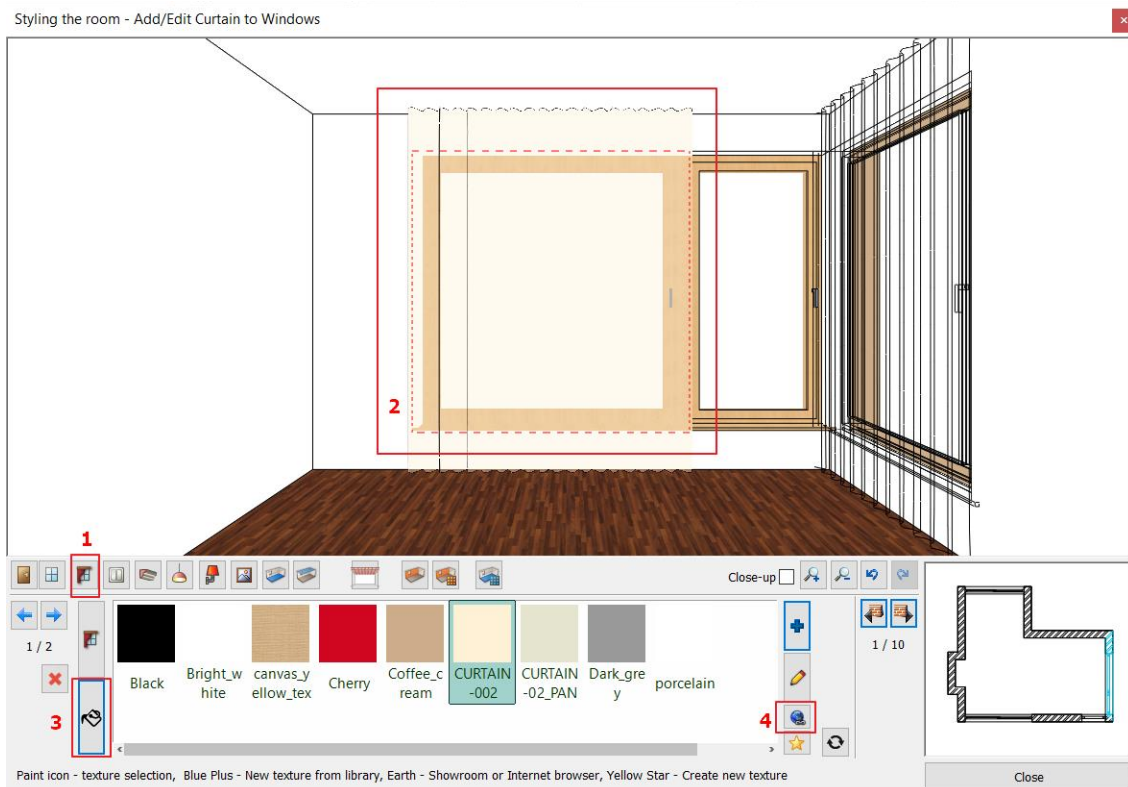 Styling the room - Add/Edit Curtain to Windows
2
1
Close-up
1 / 2
Black
Bright_w
hite
canvas_y
ellow_tex
Cherry
Coffee_c
ream
CURTAIN
-002
CURTAIN
-02_PAN
Dark_gre
y
porcelain
1 / 10
3
4
Paint icon - texture selection, Blue Plus - New texture from library, Earth - Showroom or Internet browser, Yellow Star - Create new texture
Close